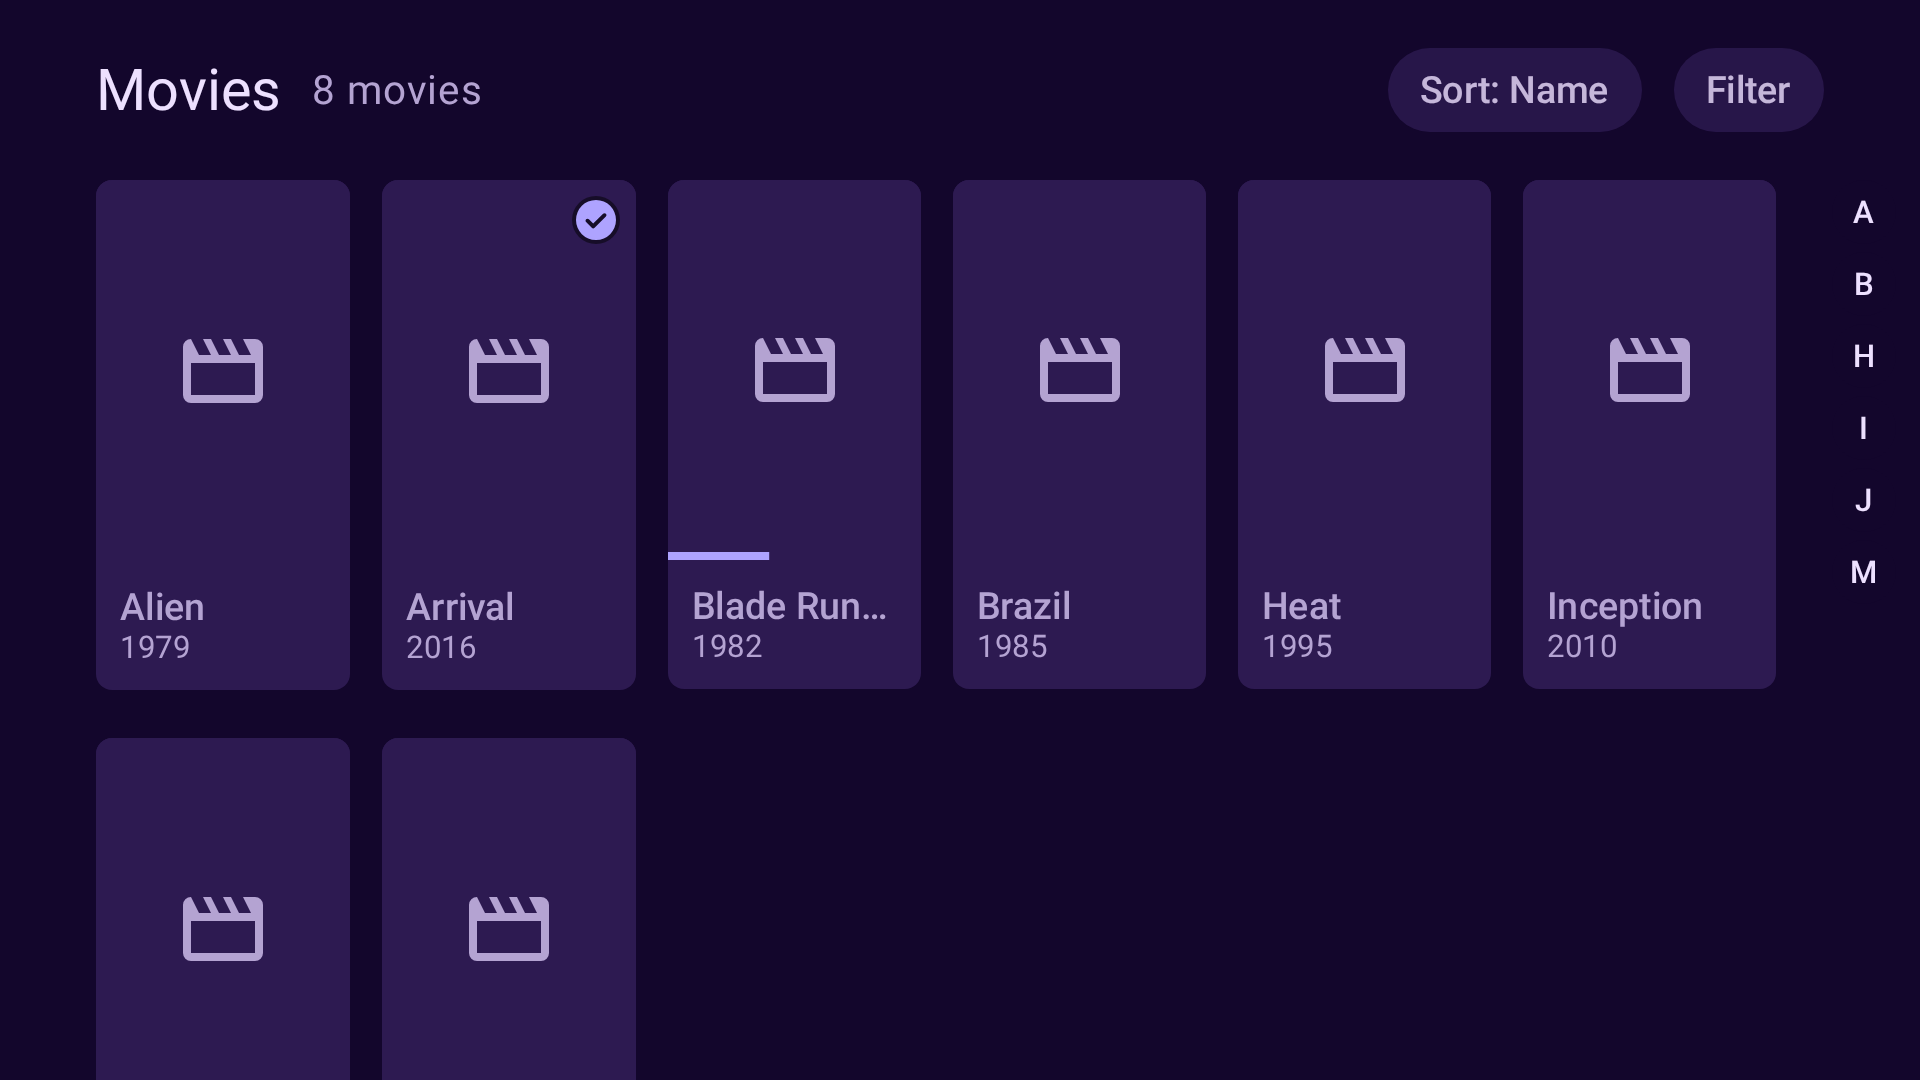 Movies 8 movies
Sort: Name
Filter
Alien
1979
Arrival
2016
Blade Run...
1982
Brazil
1985
Heat
1995
Inception
2010
A
B
H
I
J
M